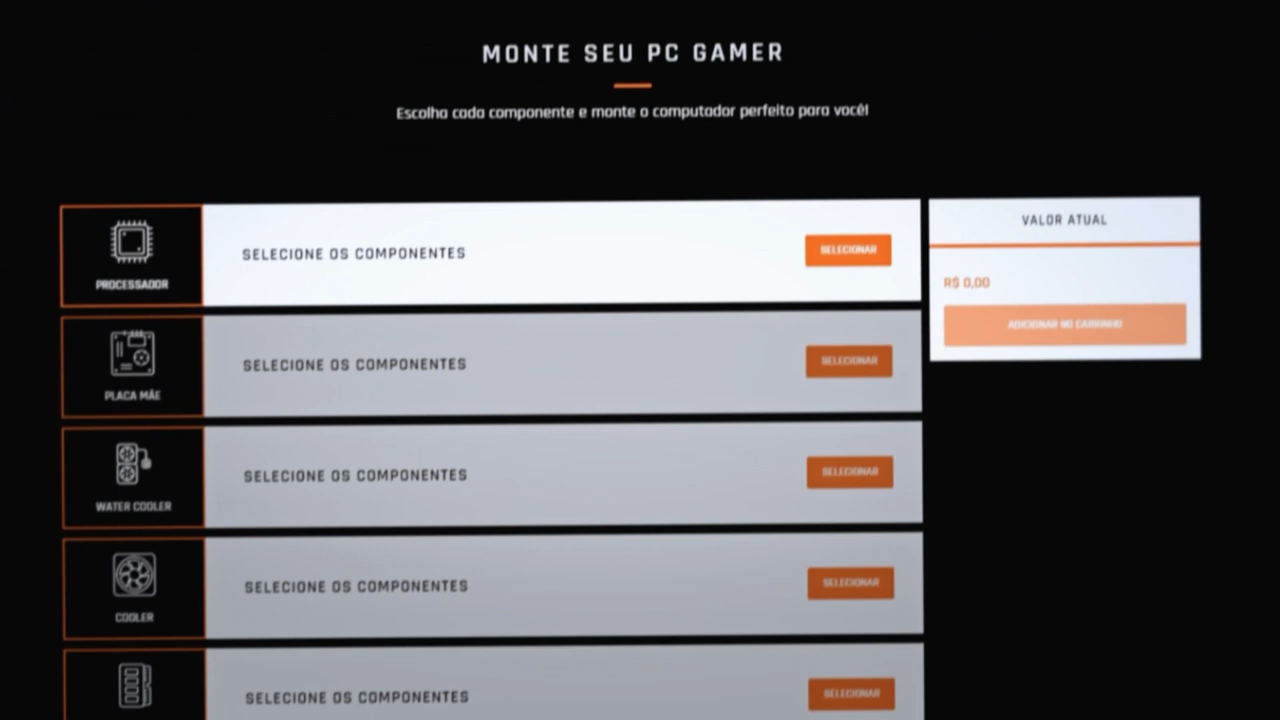 MONTE SEU PC GAMER
Escolha cada componente e monte o computador perfeito para você!
PROCESSADOR
SELECIONE OS COMPONENTES
SELECIONAR
VALOR ATUAL
R$ 0,00
ADICIONAR NO CARRINHO
PLACA MÃE
SELECIONE OS COMPONENTES
SELECIONAR
WATER COOLER
SELECIONE OS COMPONENTES
SELECIONAR
COOLER
SELECIONE OS COMPONENTES
SELECIONAR
SELECIONE OS COMPONENTES
SELECIONAR